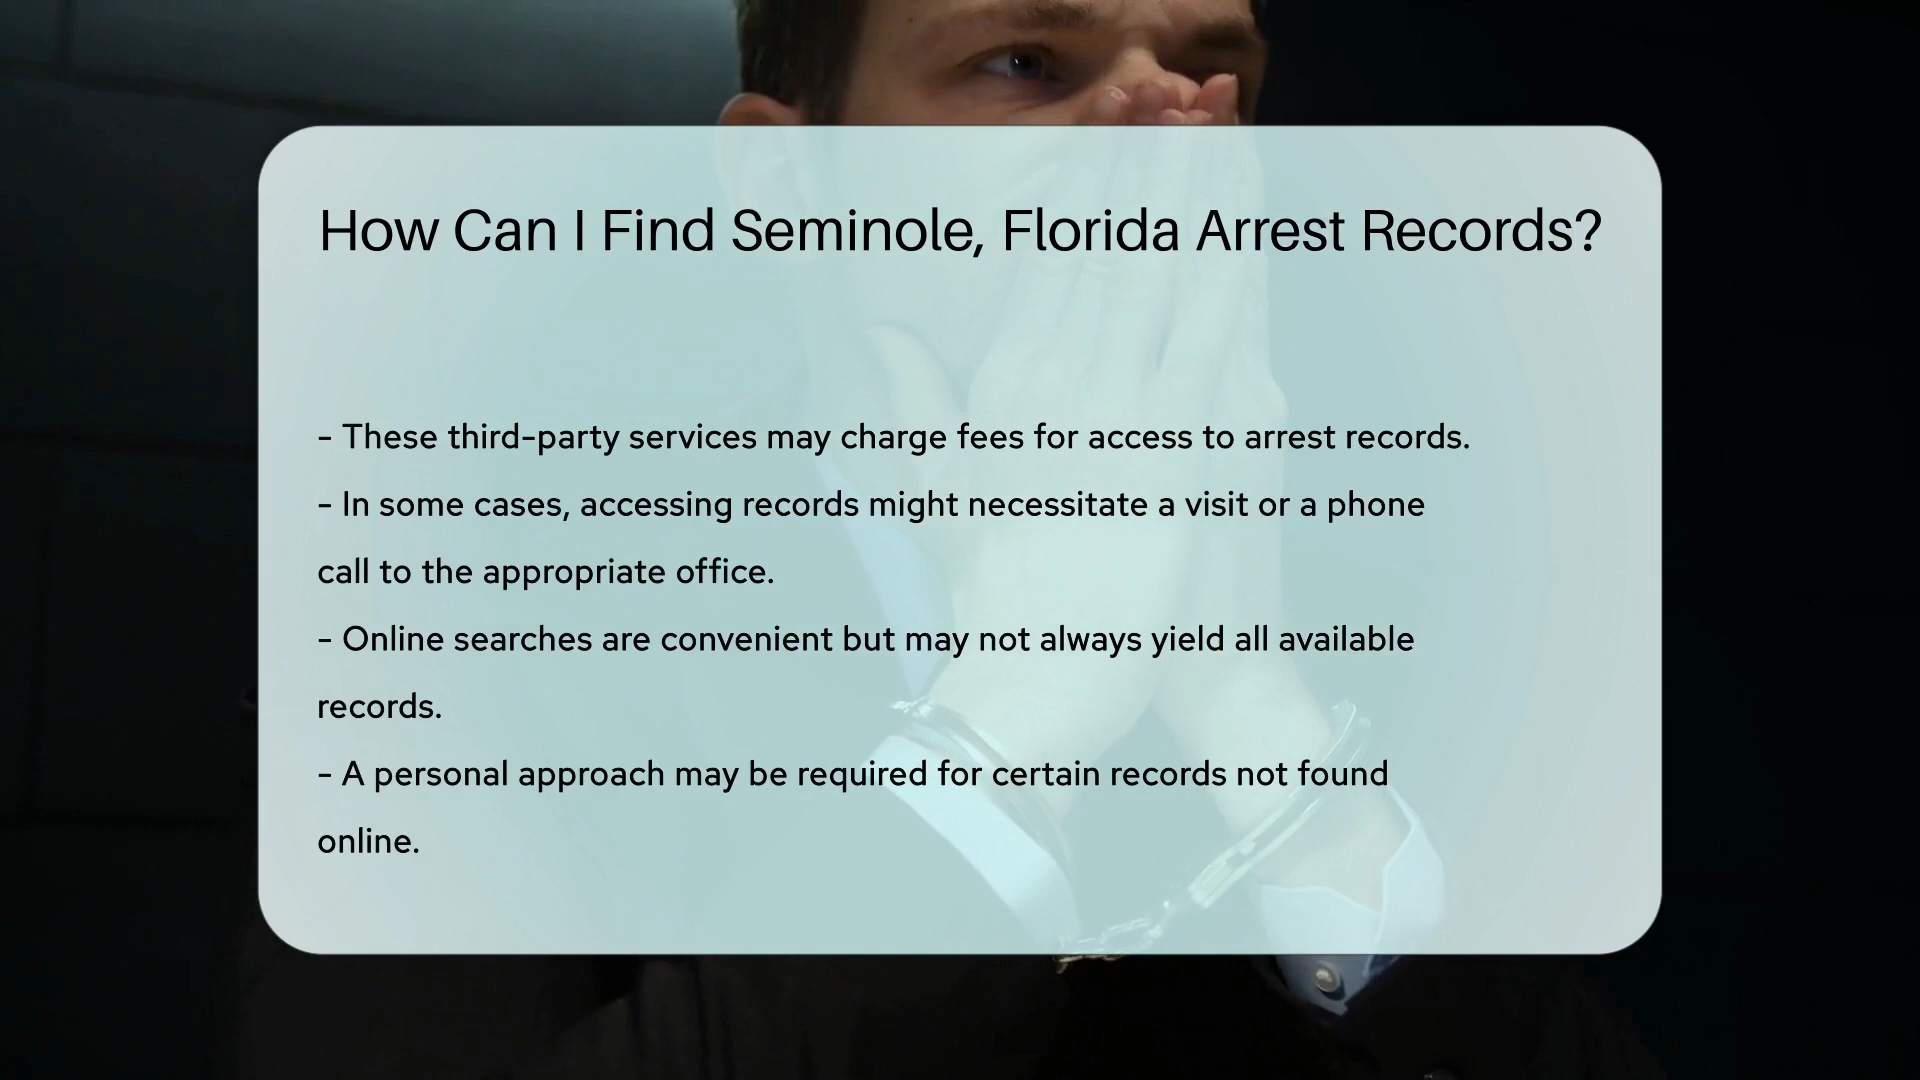 How Can I Find Seminole, Florida Arrest Records?
- These third-party services may charge fees for access to arrest records.
- In some cases, accessing records might necessitate a visit or a phone
call to the appropriate office.
- Online searches are convenient but may not always yield all available
records.
- A personal approach may be required for certain records not found
online.